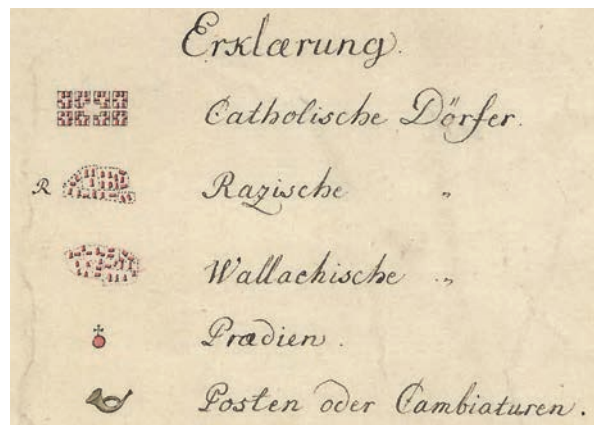 Erklærung.
Catholische Dörfer.
R Razische „
Wallachische „
Prædien.
Posten oder Cambiaturen.